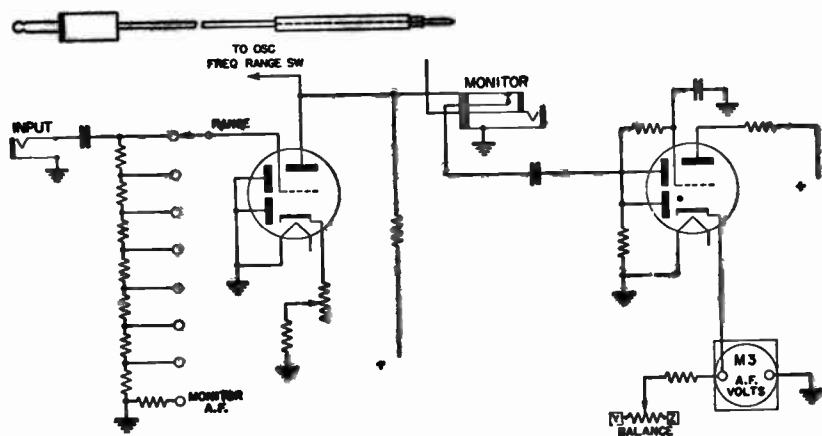 TO OSC
FREQ RANGE SW
MONITOR
INPUT
RANGE
+
+
M3
A.F.
VOLTS
MONITOR
A.F.
Y
Z
BALANCE